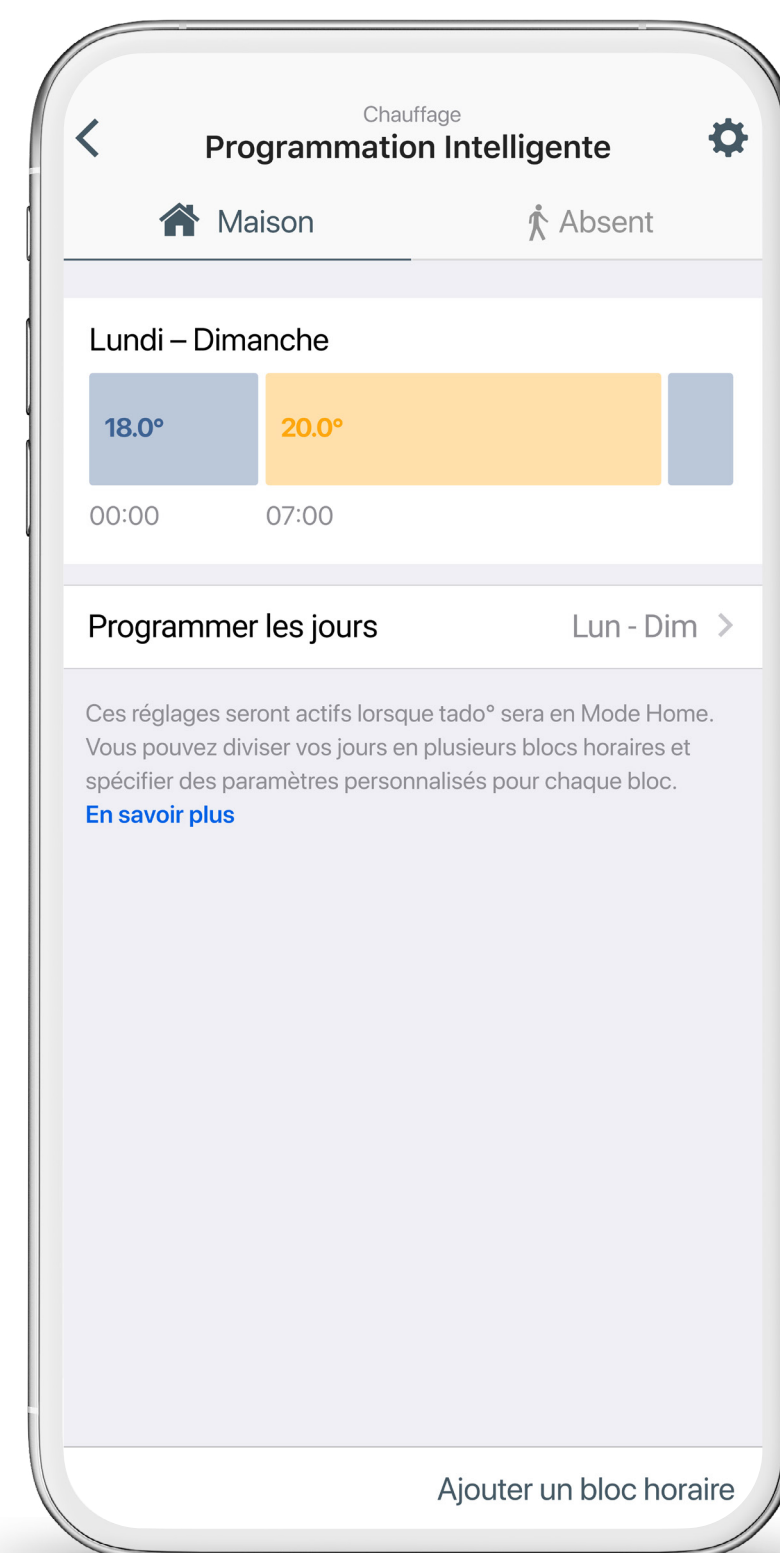 Chauffage
Programmation Intelligente
Maison
Absent
Lundi – Dimanche
18.0° 20.0°
00:00 07:00
Programmer les jours Lun - Dim
Ces réglages seront actifs lorsque tado° sera en Mode Home.
Vous pouvez diviser vos jours en plusieurs blocs horaires et
spécifier des paramètres personnalisés pour chaque bloc.
En savoir plus
Ajouter un bloc horaire